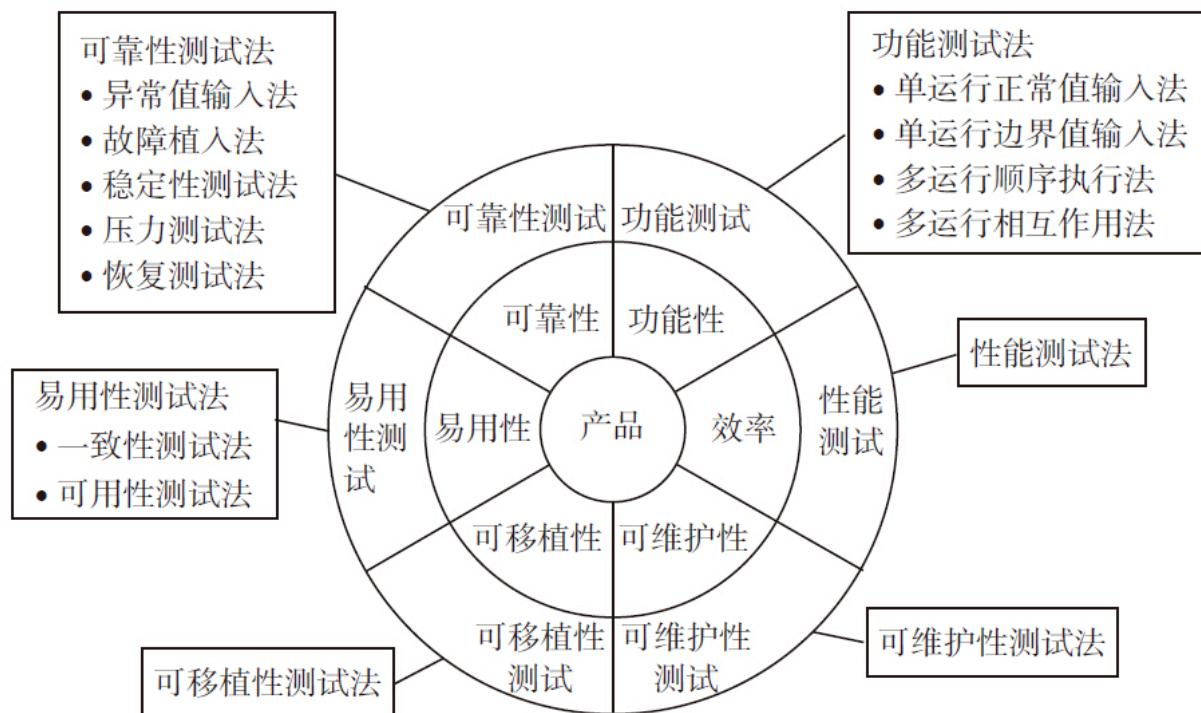 可靠性测试法
• 异常值输入法
• 故障植入法
• 稳定性测试法
• 压力测试法
• 恢复测试法
功能测试法
• 单运行正常值输入法
• 单运行边界值输入法
• 多运行顺序执行法
• 多运行相互作用法
可靠性测试
功能测试
可靠性
功能性
性能测试法
易用性测试法
• 一致性测试法
• 可用性测试法
易用
性测
试
易用性
产品
效率
性能
测试
可移植性
可维护性
可移植性
测试
可维护性
测试
可移植性测试法
可维护性测试法